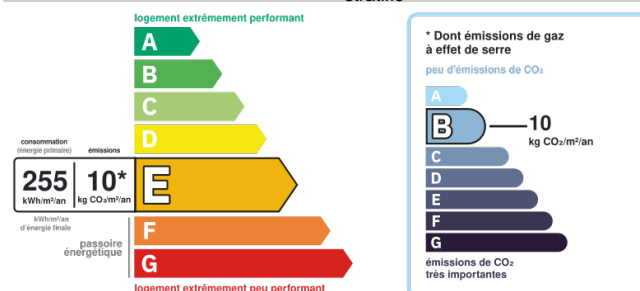 logement extrêmement performant
A
B
C
D
consommation
(énergie primaire)
émissions
255
kWh/m²/an
10*
kg CO₂/m²/an
E
kWh/m²/an
d'énergie finale
passoire
énergétique
F
G
logement extrêmement peu performant
* Dont émissions de gaz
à effet de serre
peu d'émissions de CO₂
A
B
10
kg CO₂/m²/an
C
D
E
F
G
émissions de CO₂
très importantes